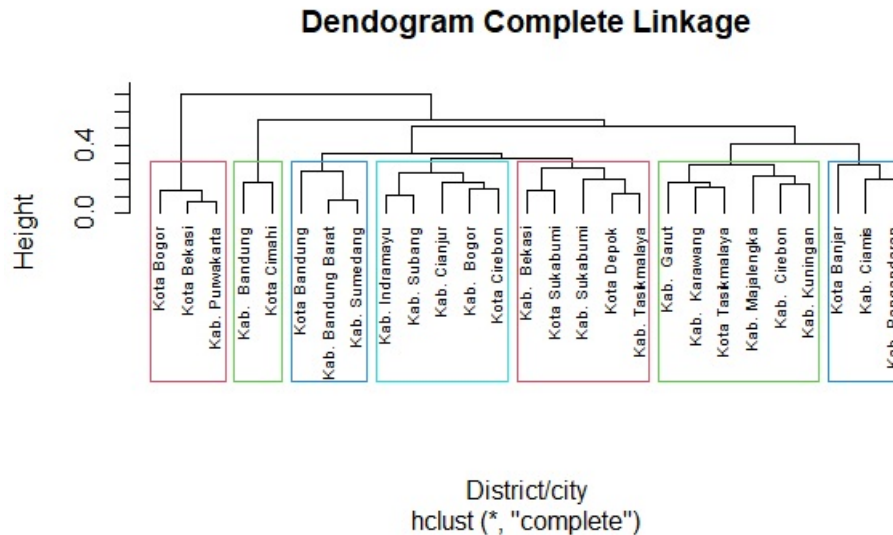 Dendogram Complete Linkage
Height
0.0
0.4
Kota Bogor
Kota Bekasi
Kab. Purwakarta
Kab. Bandung
Kota Cimahi
Kota Bandung
Kab. Bandung Barat
Kab. Sumedang
Kab. Indramayu
Kab. Subang
Kab. Cianjur
Kab. Bogor
Kota Cirebon
Kab. Bekasi
Kota Sukabumi
Kab. Sukabumi
Kota Depok
Kab. Tasikmalaya
Kab. Garut
Kab. Karawang
Kota Tasikmalaya
Kab. Majalengka
Kab. Cirebon
Kab. Kuningan
Kota Banjar
Kab. Ciamis
District/city
hclust (*, "complete")